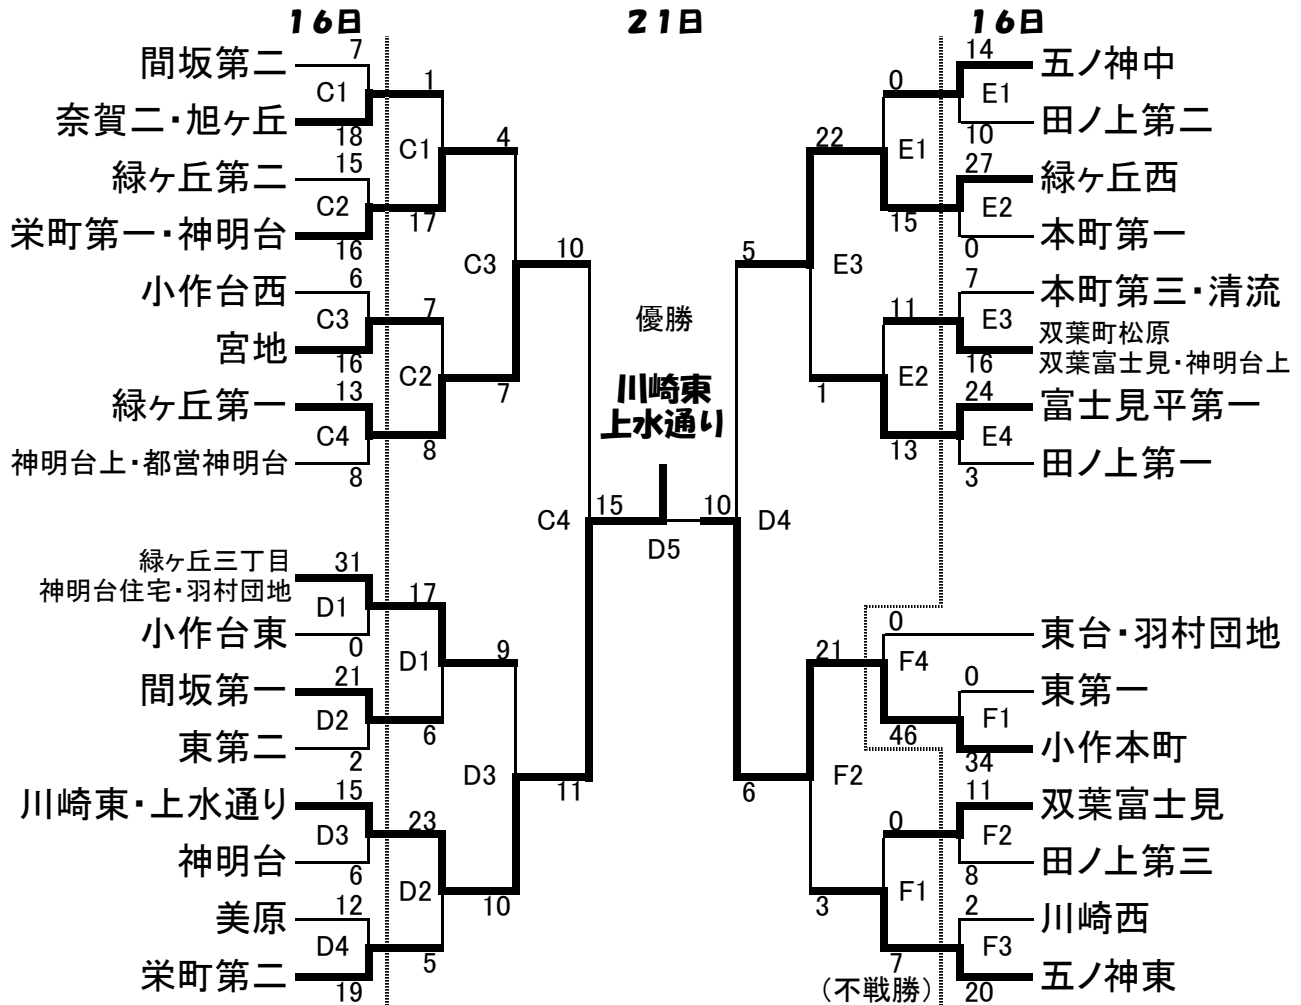 16日
21日
16日
7
間坂第二
C1
奈賀二・旭ヶ丘
18
15
緑ヶ丘第二
C2
栄町第一・神明台
16
6
小作台西
C3
宮地
16
13
緑ヶ丘第一
C4
神明台上・都営神明台
8
緑ヶ丘三丁目
神明台住宅・羽村団地
31
D1
小作台東
0
21
間坂第一
D2
東第二
2
15
川崎東・上水通り
D3
神明台
6
12
美原
D4
栄町第二
19
1
C1
17
7
C2
8
17
D1
6
23
D2
5
4
C3
7
9
D3
10
10
C4
11
優勝
川崎東
上水通り
15
D5
10
5
D4
6
22
E3
1
21
F2
3
0
E1
15
11
E2
13
0
F4
46
0
F1
7
(不戦勝)
14
五ノ神中
E1
田ノ上第二
10
27
緑ヶ丘西
E2
本町第一
0
7
本町第三・清流
E3
双葉町松原
双葉富士見・神明台上
16
24
富士見平第一
E4
田ノ上第一
3
東台・羽村団地
0
東第一
F1
小作本町
34
11
双葉富士見
F2
田ノ上第三
8
2
川崎西
F3
五ノ神東
20